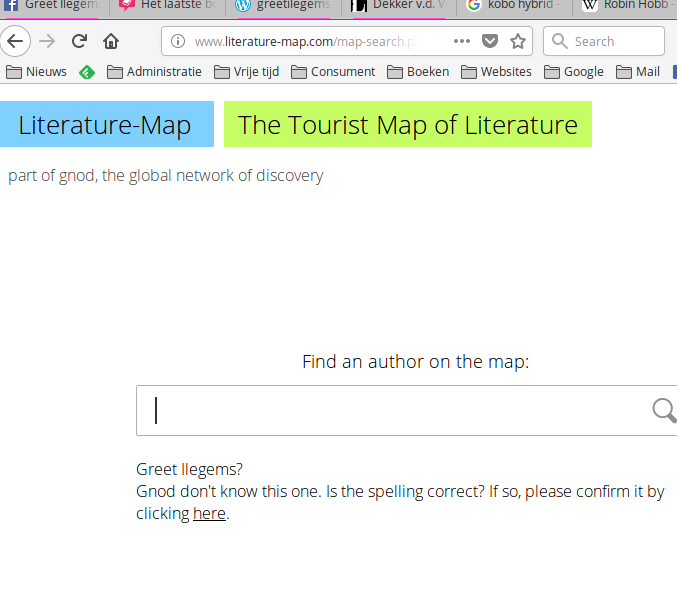 Greet Ilegem
Het laatste bo
greetilegems
Dekker v.d. V
kobo hybrid -
Robin Hobb -
www.literature-map.com/map-search.p
Search
Nieuws
Administratie
Vrije tijd
Consument
Boeken
Websites
Google
Mail
Literature-Map
The Tourist Map of Literature
part of gnod, the global network of discovery
Find an author on the map:
Greet Ilegems?
Gnod don't know this one. Is the spelling correct? If so, please confirm it by
clicking here.